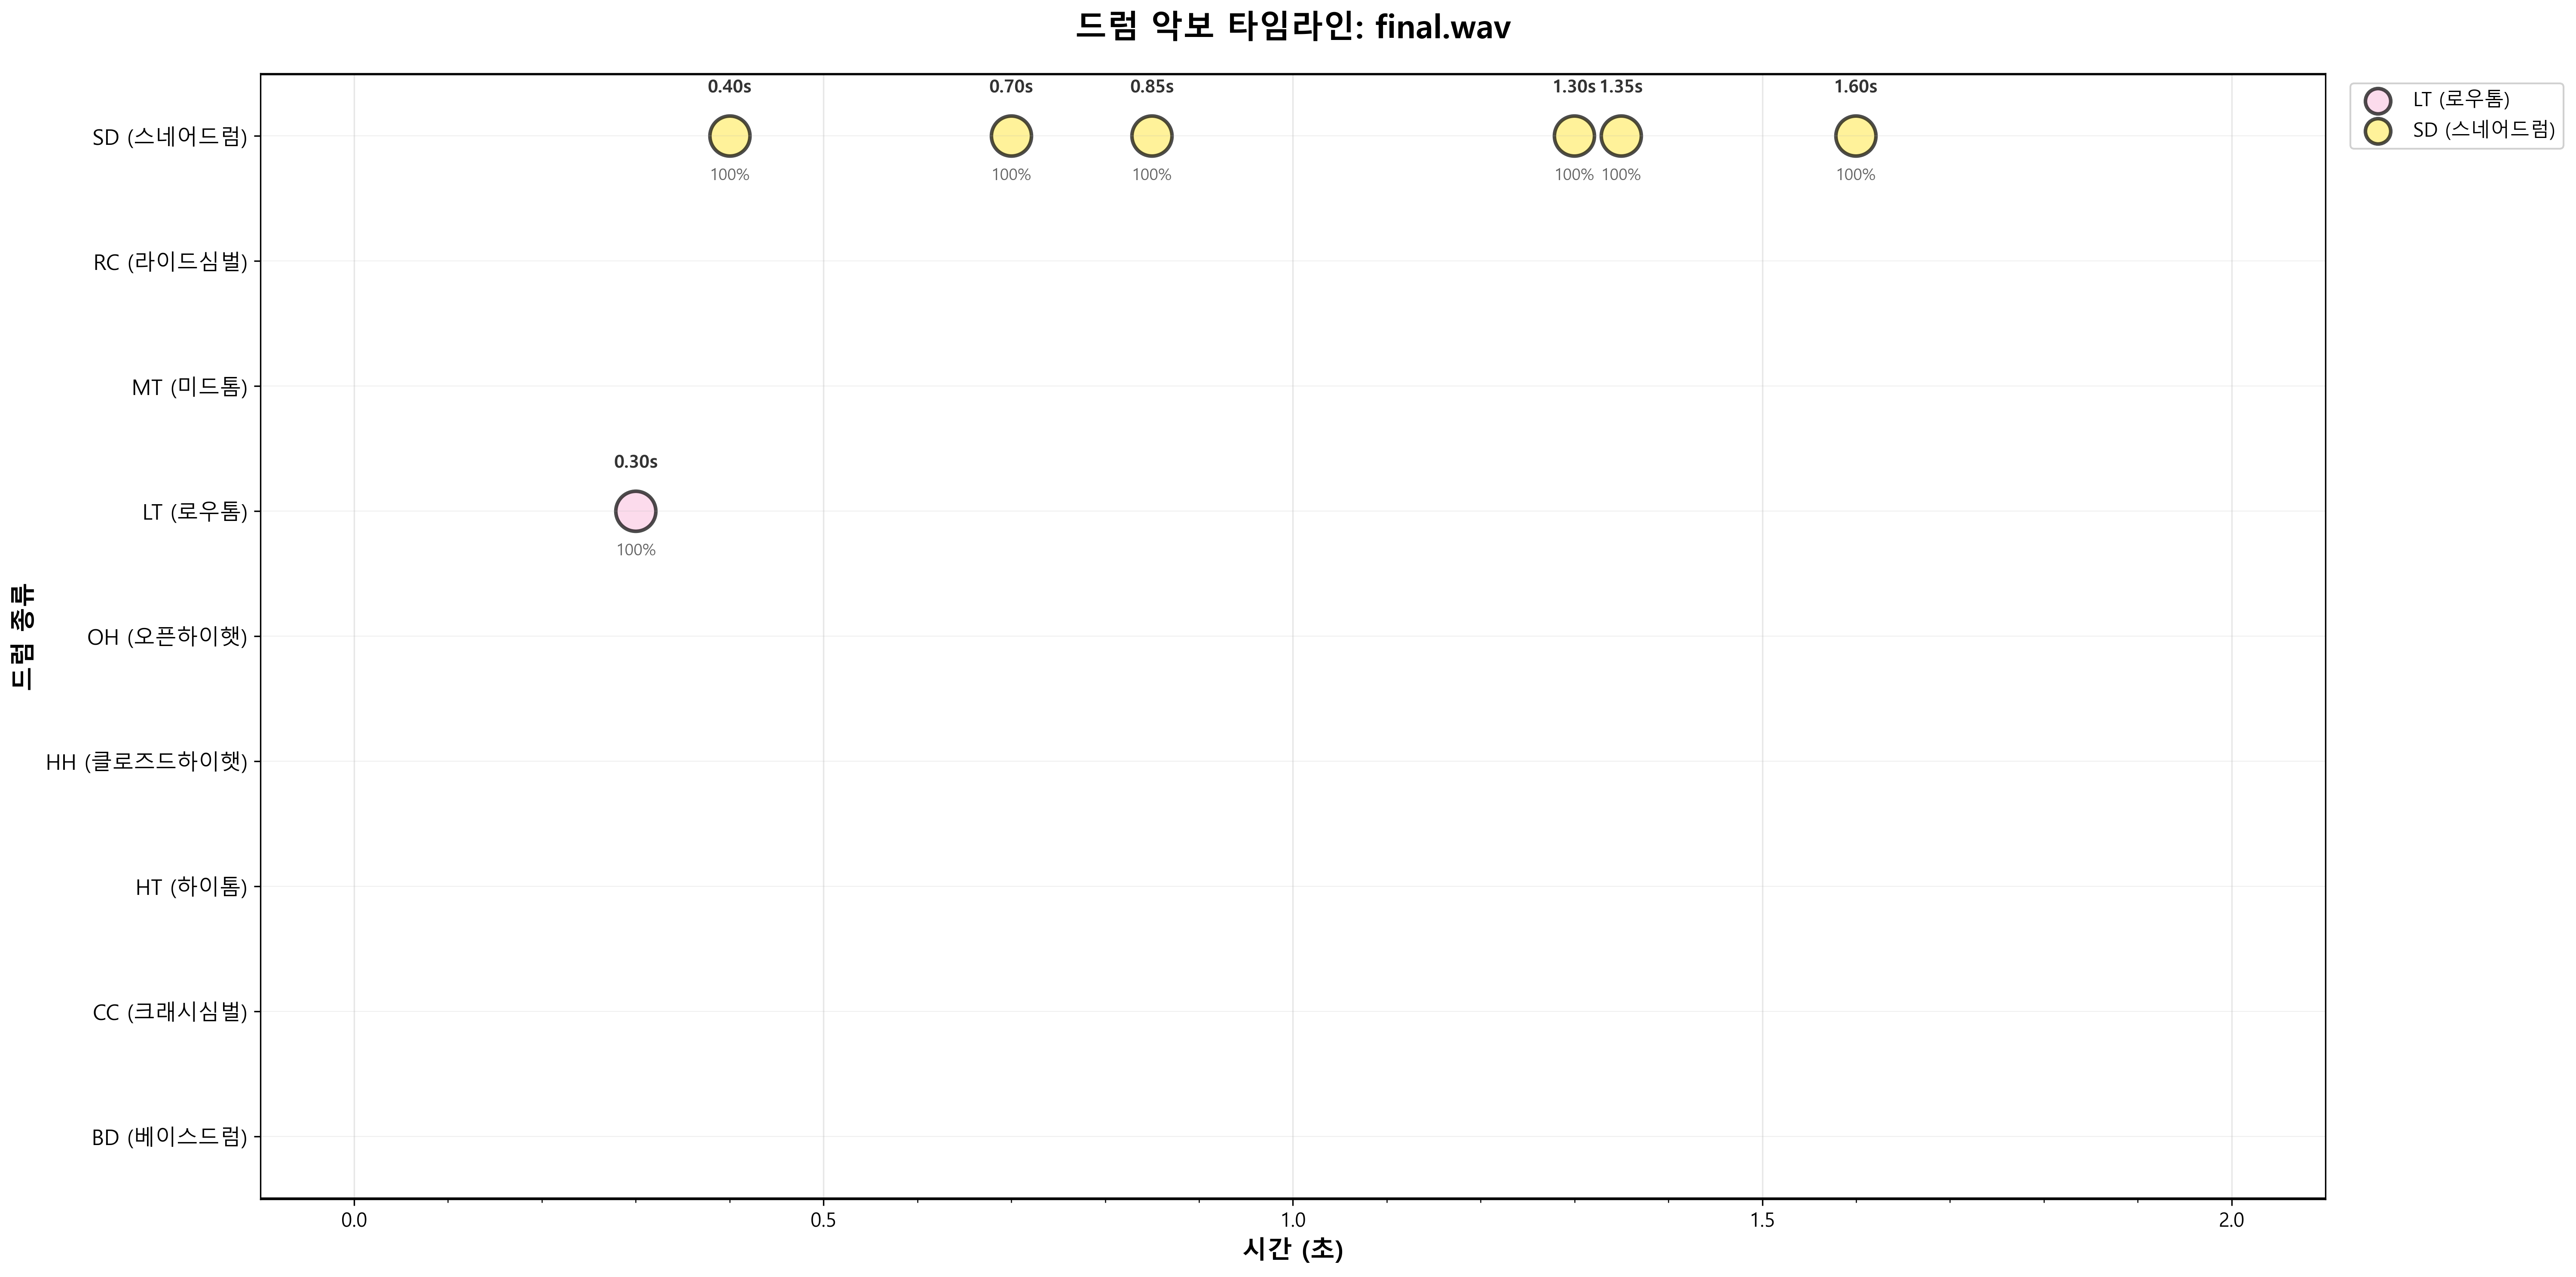 드럼 악보 타임라인: final.wav
LT (로우톰)
SD (스네어드럼)
드럼 종류
SD (스네어드럼)
0.40s 0.70s 0.85s 1.30s 1.35s 1.60s
100% 100% 100% 100% 100% 100%
RC (라이드심벌)
MT (미드톰)
LT (로우톰)
0.30s
100%
OH (오픈하이햇)
HH (클로즈드하이햇)
HT (하이톰)
CC (크래시심벌)
BD (베이스드럼)
0.0 0.5 1.0 1.5 2.0
시간 (초)